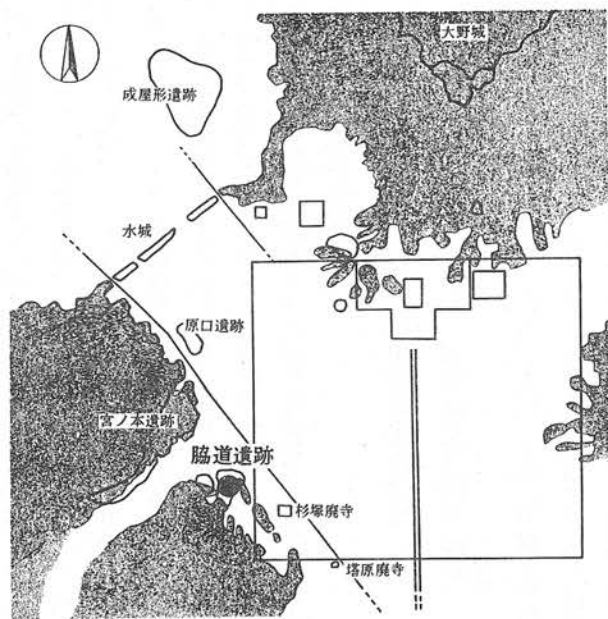 大野城
成屋形遺跡
水城
原口遺跡
宮ノ本遺跡
脇道遺跡
杉塚廃寺
塔原廃寺